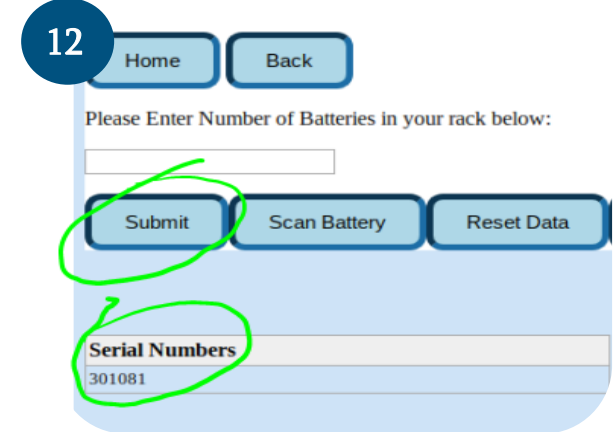 12
Home Back
Please Enter Number of Batteries in your rack below:
Submit Scan Battery Reset Data
Serial Numbers
301081